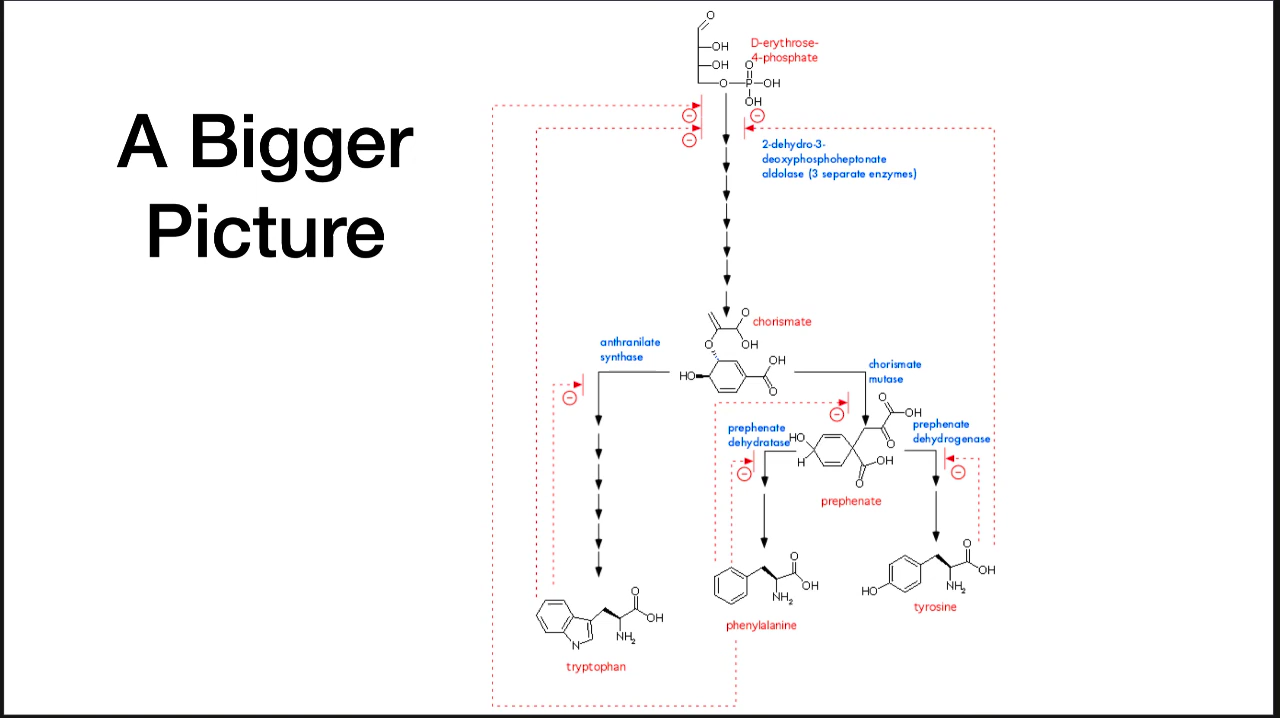 A Bigger
Picture
O
OH
OH
O
P
O
OH
OH
D-erythrose-
4-phosphate
2-dehydro-3-
deoxyphosphoheptonate
aldolase (3 separate enzymes)
chorismate
O
OH
O
HO
OH
O
anthranilate
synthase
chorismate
mutase
prephenate
dehydratase
prephenate
dehydrogenase
HO
H
O
OH
O
OH
O
prephenate
O
OH
NH2
tryptophan
N
O
OH
NH2
phenylalanine
O
OH
NH2
HO
tyrosine